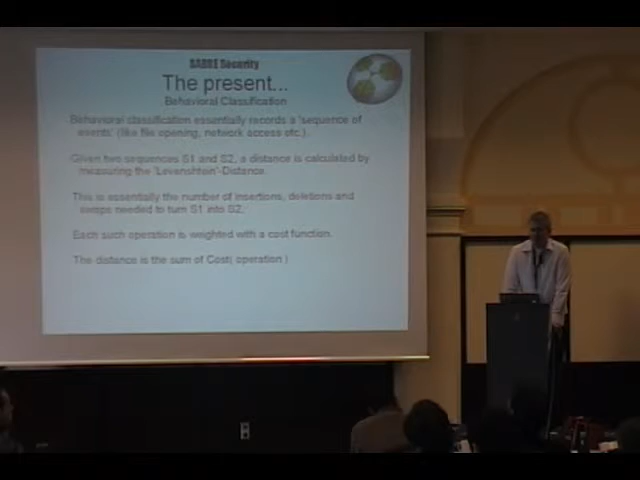 SABRE Security
The present...
Behavioral Classification
Behavioral classification essentially records a 'sequence of
events' (like file opening, network access etc.).
Given two sequences S1 and S2, a distance is calculated by
measuring the 'Levenshtein'-Distance.
This is essentially the number of insertions, deletions and
swaps needed to turn S1 into S2.
Each such operation is weighted with a cost function.
The distance is the sum of Cost( operation )